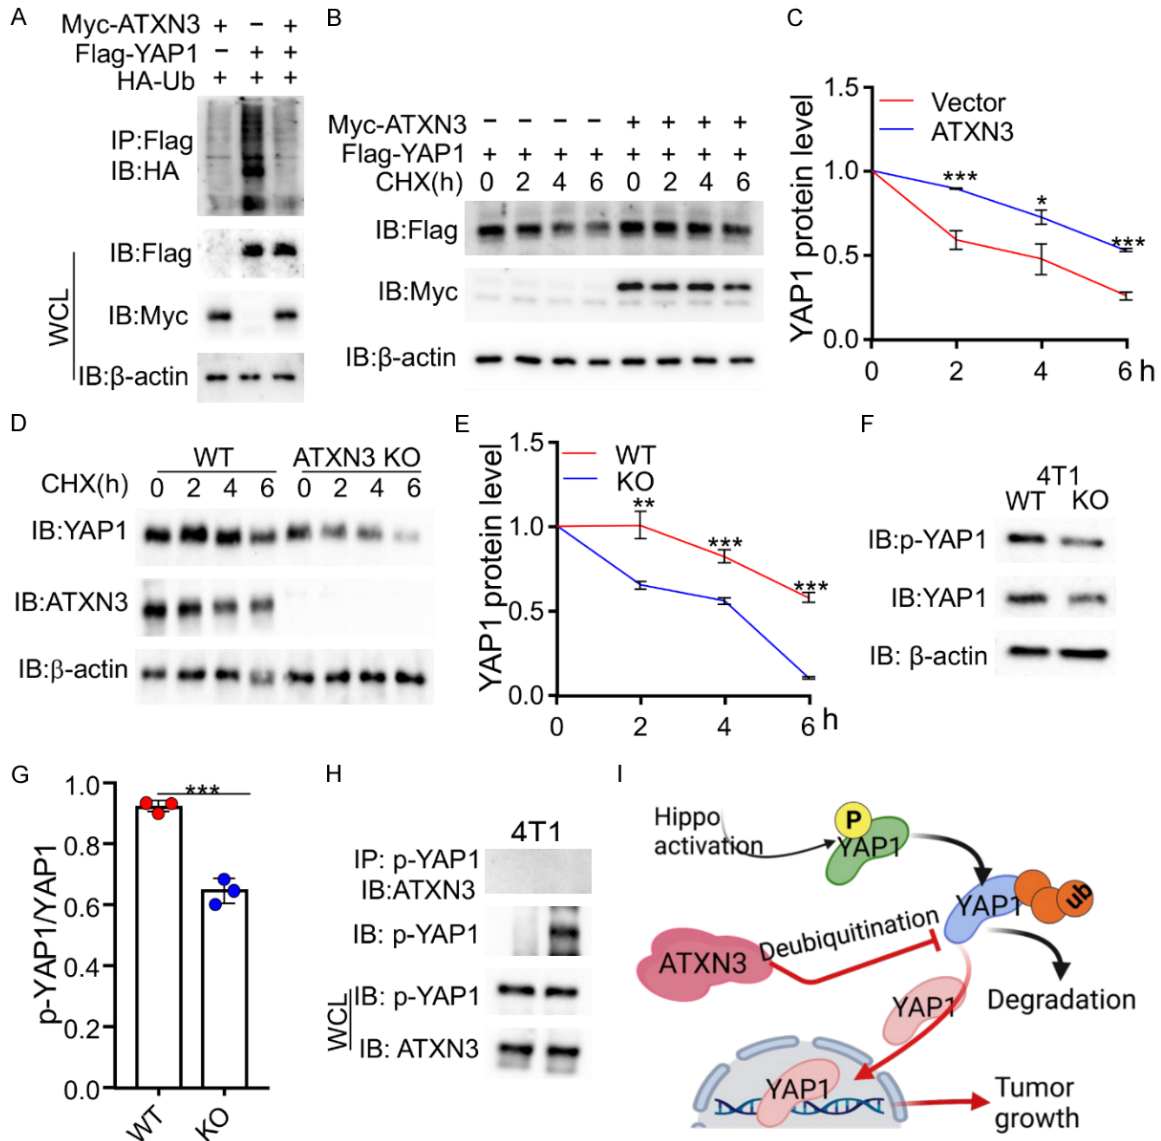 A
Myc-ATXN3 + − +
Flag-YAP1 − + +
HA-Ub + + +
IP:Flag
IB:HA
IB:Flag
IB:Myc
IB:β-actin
WCL
B
Myc-ATXN3 − − − − + + + +
Flag-YAP1 + + + + + + + +
CHX(h) 0 2 4 6 0 2 4 6
IB:Flag
IB:Myc
IB:β-actin
C
YAP1 protein level
1.5
1.0
0.5
0.0
Vector
ATXN3
***
*
***
0 2 4 6 h
D
WT ATXN3 KO
CHX(h) 0 2 4 6 0 2 4 6
IB:YAP1
IB:ATXN3
IB:β-actin
E
YAP1 protein level
1.5
1.0
0.5
0.0
WT
KO
**
***
***
0 2 4 6 h
F
4T1
WT KO
IB:p-YAP1
IB:YAP1
IB: β-actin
G
p-YAP1/YAP1
1.0
0.8
0.6
0.4
0.2
0.0
***
WT KO
H
4T1
IP: p-YAP1
IB:ATXN3
IB: p-YAP1
IB: p-YAP1
IB: ATXN3
WCL
I
Hippo
activation
P
YAP1
YAP1
ub
Deubiquitination
ATXN3
YAP1
Degradation
YAP1
Tumor
growth